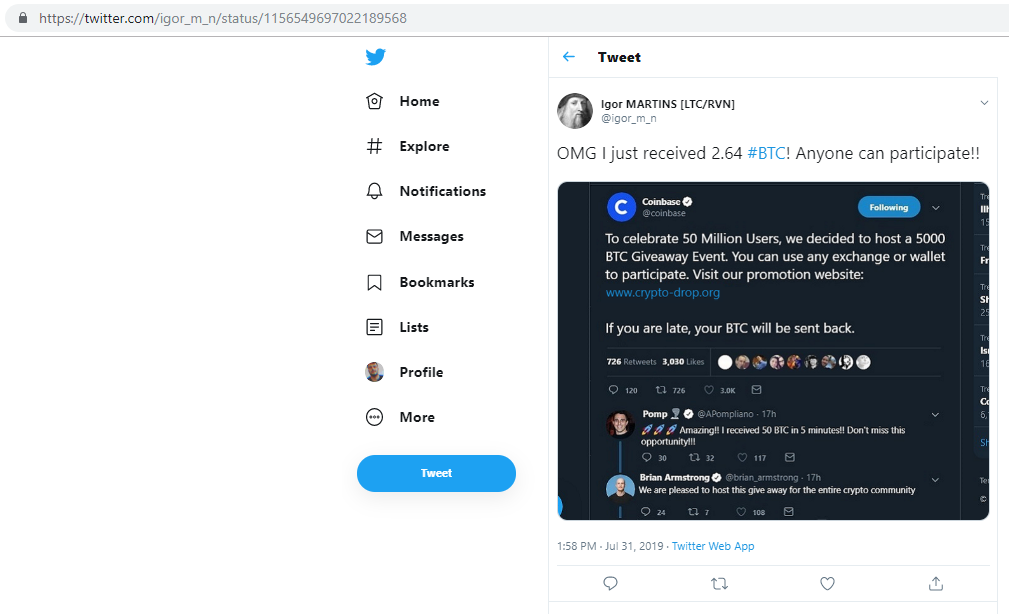 https://twitter.com/igor_m_n/status/1156549697022189568
Home
Explore
Notifications
Messages
Bookmarks
Lists
Profile
More
Tweet
Tweet
Igor MARTINS [LTC/RVN]
@igor_m_n
OMG I just received 2.64 #BTC! Anyone can participate!!
Coinbase
@coinbase
Following
To celebrate 50 Million Users, we decided to host a 5000
BTC Giveaway Event. You can use any exchange or wallet
to participate. Visit our promotion website:
www.crypto-drop.org
If you are late, your BTC will be sent back.
726 Retweets 3,030 Likes
120 726 3.0K
Pomp @APompliano · 17h
🚀🚀🚀 Amazing!! I received 50 BTC in 5 minutes!! Don't miss this
opportunity!!!
30 32 117
Brian Armstrong @brian_armstrong · 17h
We are pleased to host this give away for the entire crypto community
24 7 108
1:58 PM · Jul 31, 2019 · Twitter Web App